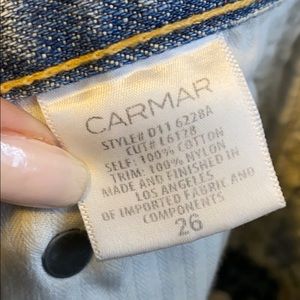 CARMAR
STYLE# D11 6228A
CUT# L6128
SELF: 100% COTTON
TRIM: 100% NYLON
MADE AND FINISHED IN
LOS ANGELES
OF IMPORTED FABRIC AND
COMPONENTS
26